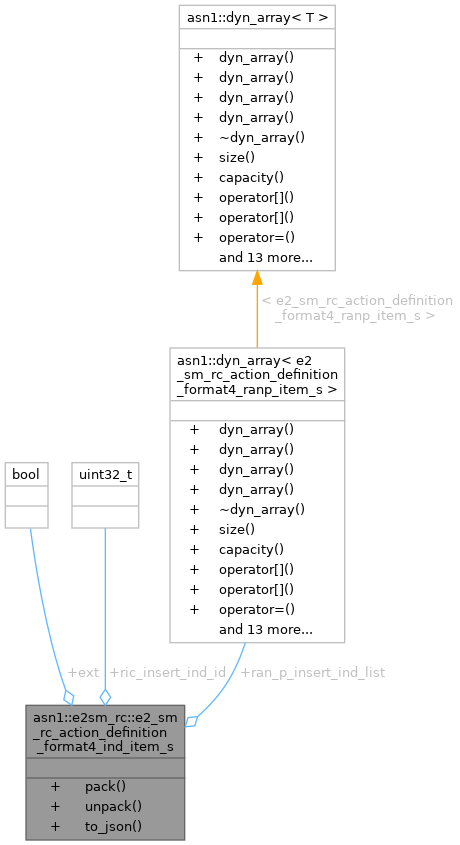 asn1::dyn_array< T >
+ dyn_array()
+ dyn_array()
+ dyn_array()
+ dyn_array()
+ ~dyn_array()
+ size()
+ capacity()
+ operator[]()
+ operator[]()
+ operator=()
and 13 more...
< e2_sm_rc_action_definition
_format4_ranp_item_s >
asn1::dyn_array< e2
_sm_rc_action_definition
_format4_ranp_item_s >
+ dyn_array()
+ dyn_array()
+ dyn_array()
+ dyn_array()
+ ~dyn_array()
+ size()
+ capacity()
+ operator[]()
+ operator[]()
+ operator=()
and 13 more...
bool
uint32_t
+ext
+ric_insert_ind_id
+ran_p_insert_ind_list
asn1::e2sm_rc::e2_sm
_rc_action_definition
_format4_ind_item_s
+ pack()
+ unpack()
+ to_json()